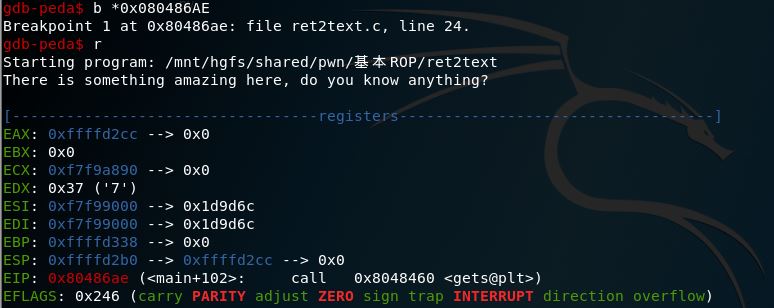 gdb-peda$ b *0x080486AE
Breakpoint 1 at 0x80486ae: file ret2text.c, line 24.
gdb-peda$ r
Starting program: /mnt/hgfs/shared/pwn/基本ROP/ret2text
There is something amazing here, do you know anything?
[----------------------------------registers-----------------------------------]
EAX: 0xffffd2cc --> 0x0
EBX: 0x0
ECX: 0xf7f9a890 --> 0x0
EDX: 0x37 ('7')
ESI: 0xf7f99000 --> 0x1d9d6c
EDI: 0xf7f99000 --> 0x1d9d6c
EBP: 0xffffd338 --> 0x0
ESP: 0xffffd2b0 --> 0xffffd2cc --> 0x0
EIP: 0x80486ae (<main+102>:     call   0x8048460 <gets@plt>)
EFLAGS: 0x246 (carry PARITY adjust ZERO sign trap INTERRUPT direction overflow)